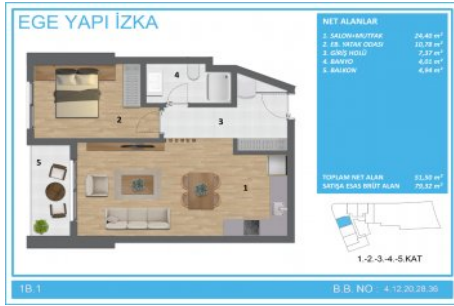 EGE YAPI İZKA
NET ALANLAR
1. SALON+MUTFAK 24,40 m²
2. EB. YATAK ODASI 10,78 m²
3. GİRİŞ HOLÜ 7,37 m²
4. BANYO 4,01 m²
5. BALKON 4,94 m²
4
2
3
5
1
TOPLAM NET ALAN 51,50 m²
SATIŞA ESAS BRÜT ALAN 70,52 m²
1.-2.-3.-4.-5.KAT
1B.1
B.B. NO : 4.12.20.28.36